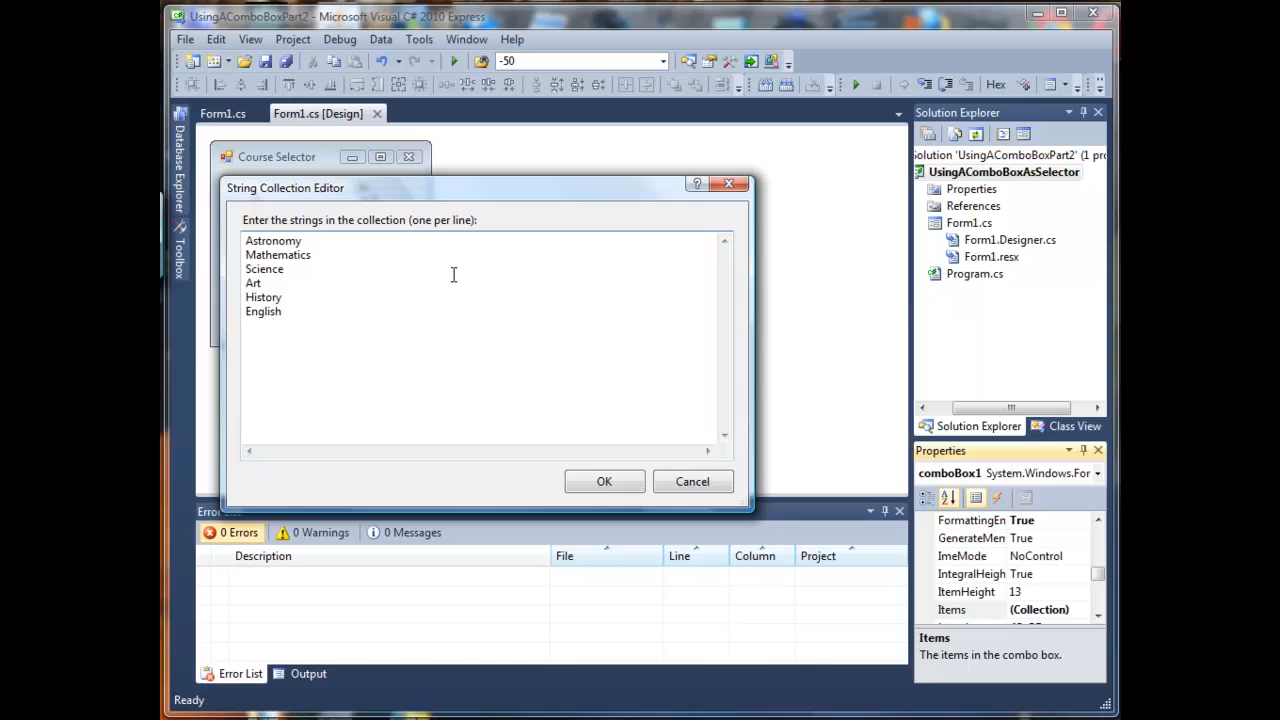 UsingAComboBoxPart2 - Microsoft Visual C# 2010 Express
File Edit View Project Debug Data Tools Window Help
-50
Hex
Form1.cs Form1.cs [Design]
Database Explorer
Toolbox
Course Selector
String Collection Editor
Enter the strings in the collection (one per line):
Astronomy
Mathematics
Science
Art
History
English
OK Cancel
Solution Explorer
Solution 'UsingAComboBoxPart2' (1 pr
UsingAComboBoxAsSelector
Properties
References
Form1.cs
Form1.Designer.cs
Form1.resx
Program.cs
Solution Explorer Class View
Properties
comboBox1 System.Windows.For
FormattingEn True
GenerateMem True
ImeMode NoControl
IntegralHeigh True
ItemHeight 13
Items (Collection)
Items
The items in the combo box.
Error List
0 Errors 0 Warnings 0 Messages
Description File Line Column Project
Error List Output
Ready